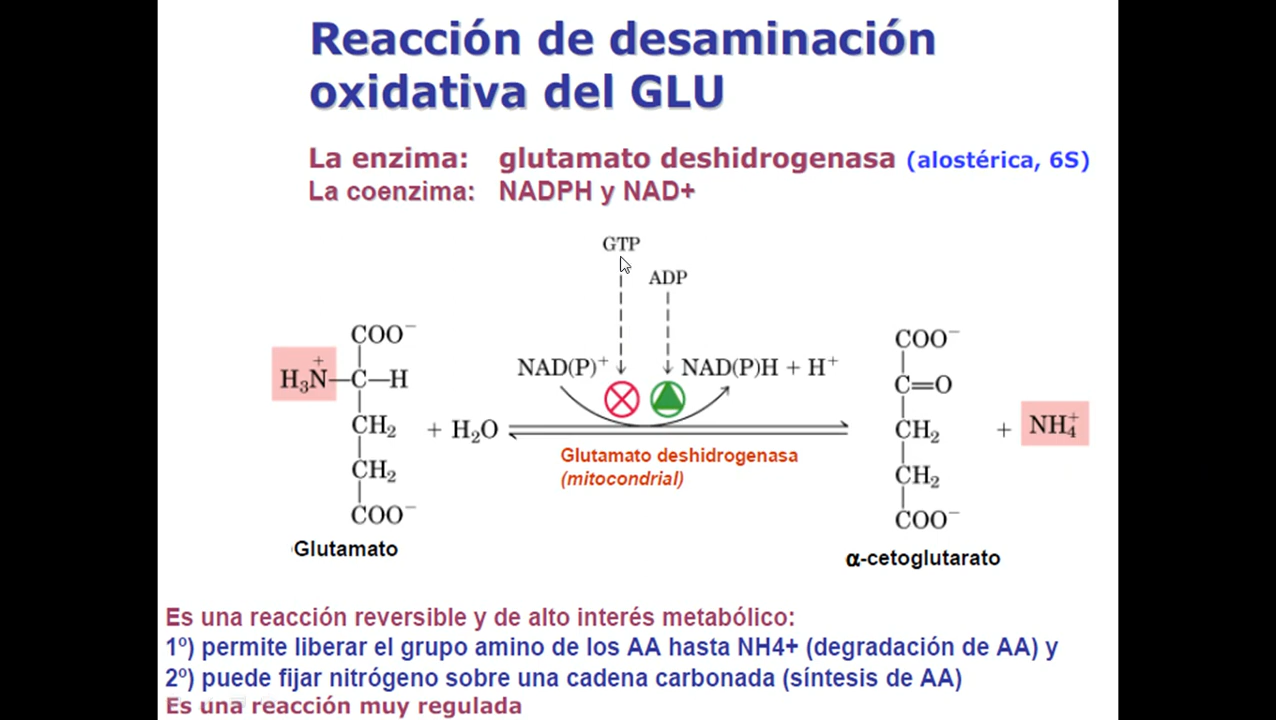 Reacción de desaminación
oxidativa del GLU
La enzima: glutamato deshidrogenasa (alostérica, 6S)
La coenzima: NADPH y NAD+
GTP
ADP
NAD(P)⁺ NAD(P)H + H⁺
COO⁻
H₃N⁺—C—H
CH₂
CH₂
COO⁻
+ H₂O
Glutamato
Glutamato deshidrogenasa
(mitocondrial)
COO⁻
C=O
CH₂
CH₂
COO⁻
+ NH₄⁺
α-cetoglutarato
Es una reacción reversible y de alto interés metabólico:
1º) permite liberar el grupo amino de los AA hasta NH4+ (degradación de AA) y
2º) puede fijar nitrógeno sobre una cadena carbonada (síntesis de AA)
Es una reacción muy regulada